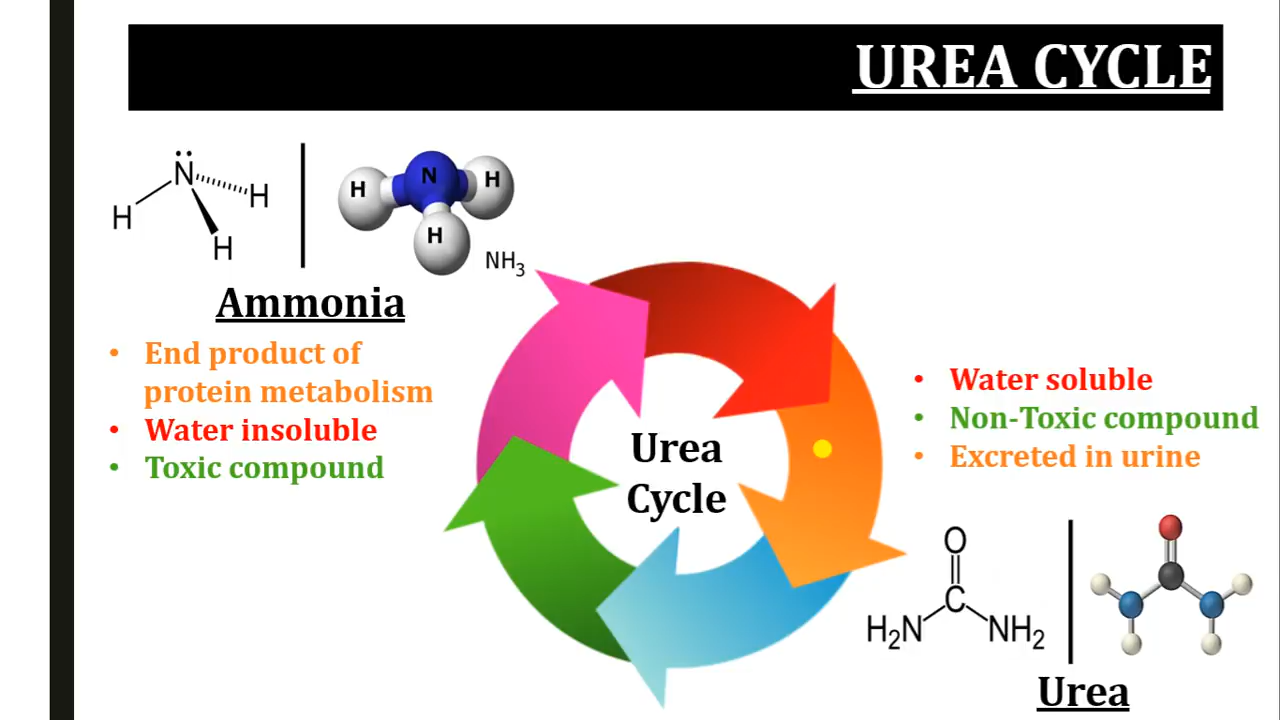 UREA CYCLE
N
H
H
H
N
H
H
H
NH3
Ammonia
• End product of
protein metabolism
• Water insoluble
• Toxic compound
Urea
Cycle
• Water soluble
• Non-Toxic compound
• Excreted in urine
O
C
H2N
NH2
Urea